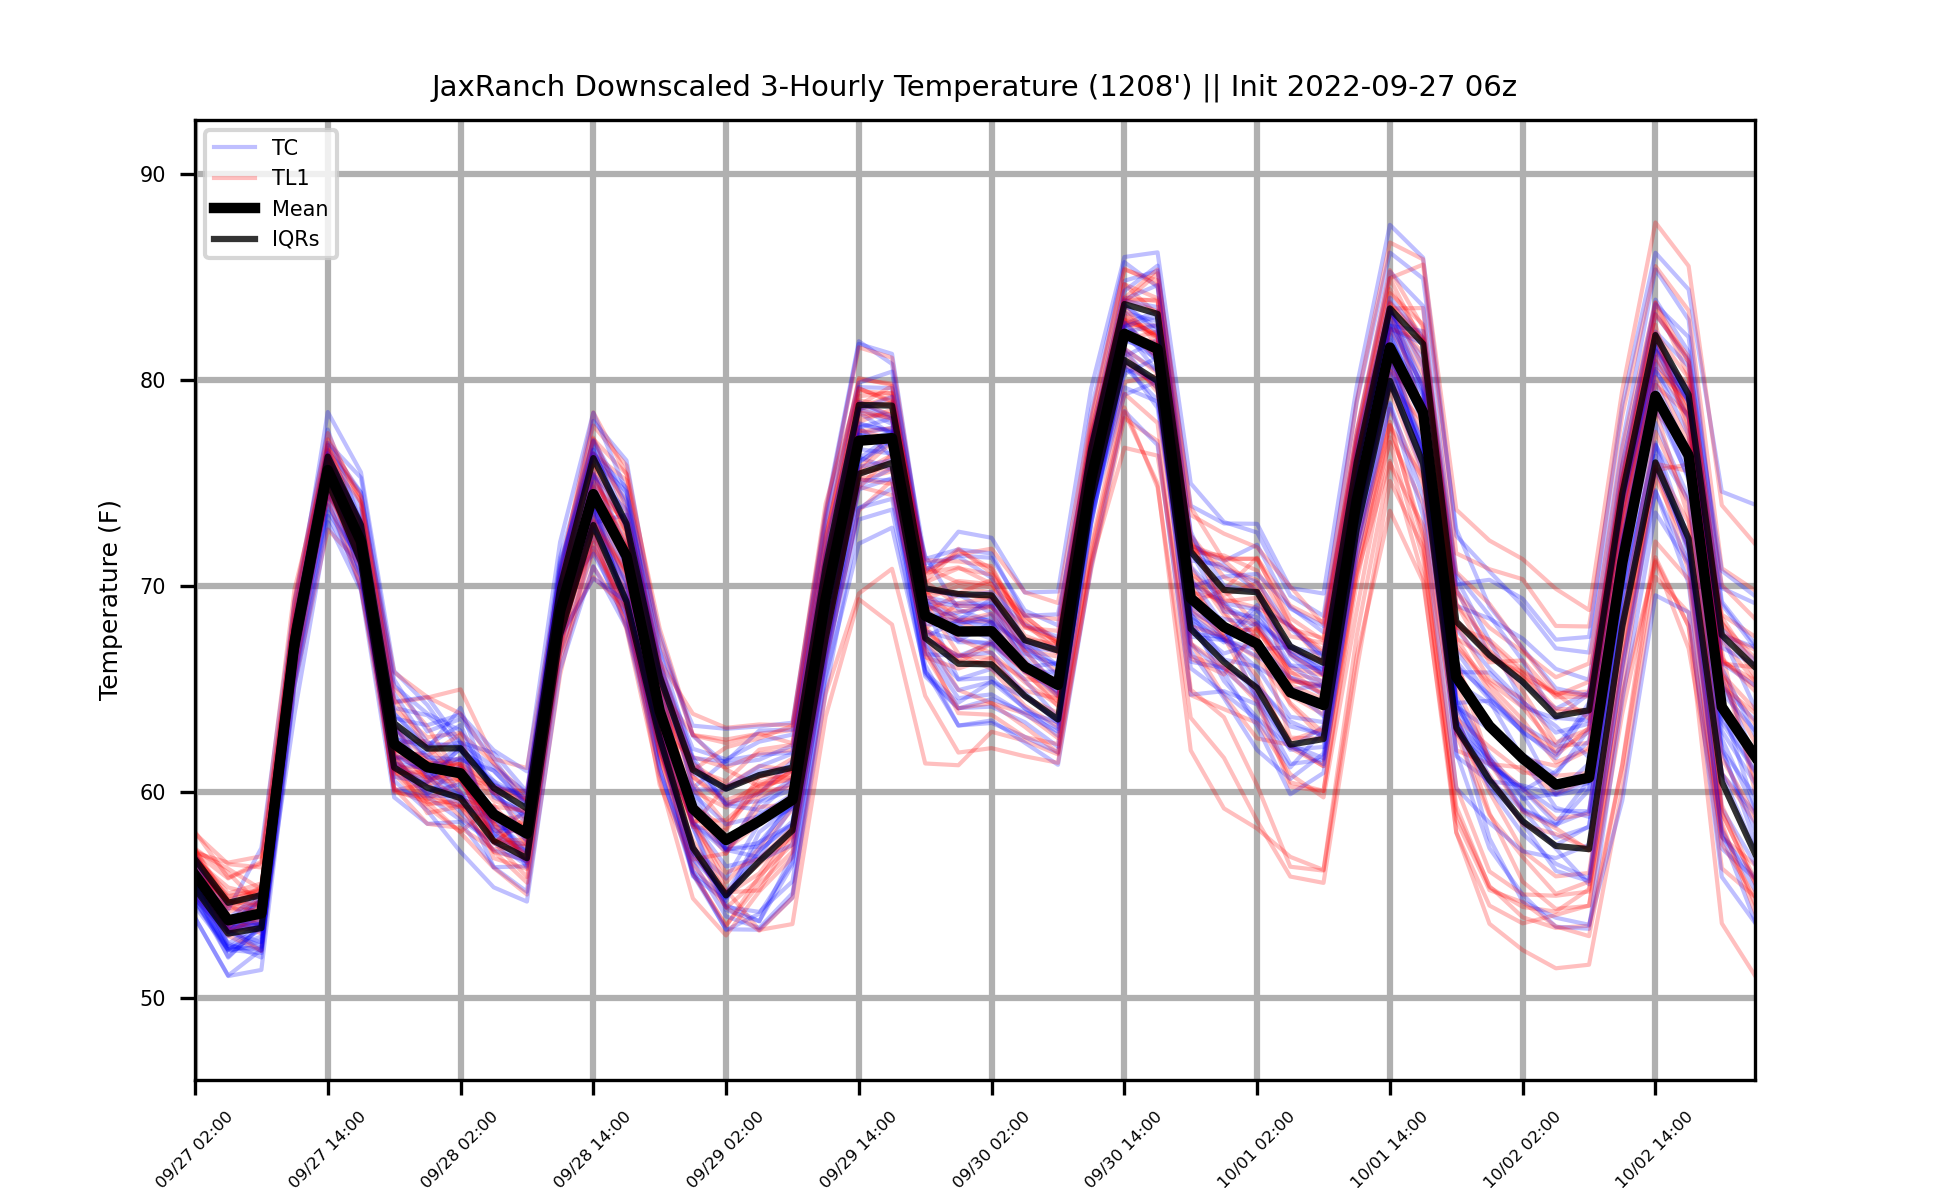 JaxRanch Downscaled 3-Hourly Temperature (1208') || Init 2022-09-27 06z
TC
TL1
Mean
IQRs
Temperature (F)
90
80
70
60
50
09/27 02:00
09/27 14:00
09/28 02:00
09/28 14:00
09/29 02:00
09/29 14:00
09/30 02:00
09/30 14:00
10/01 02:00
10/01 14:00
10/02 02:00
10/02 14:00